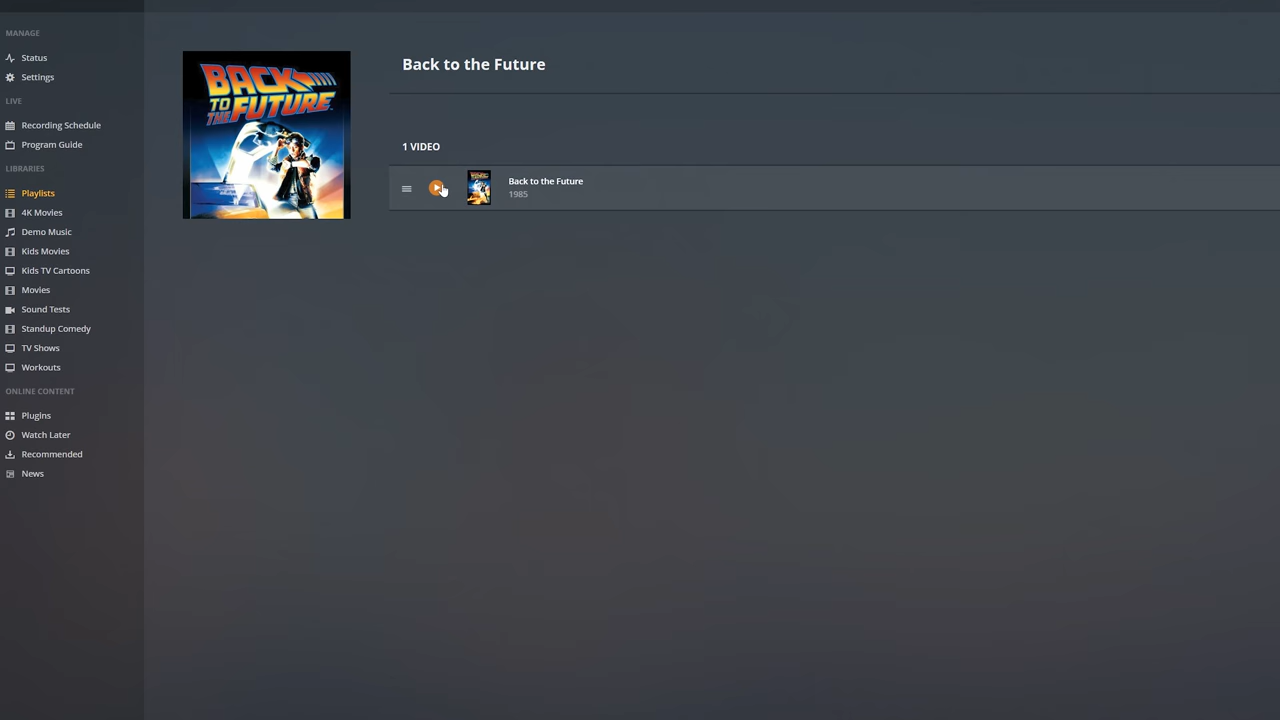 MANAGE
Status
Settings
LIVE
Recording Schedule
Program Guide
LIBRARIES
Playlists
4K Movies
Demo Music
Kids Movies
Kids TV Cartoons
Movies
Sound Tests
Standup Comedy
TV Shows
Workouts
ONLINE CONTENT
Plugins
Watch Later
Recommended
News
BACK
TO
THE FUTURE
Back to the Future
1 VIDEO
Back to the Future
1985